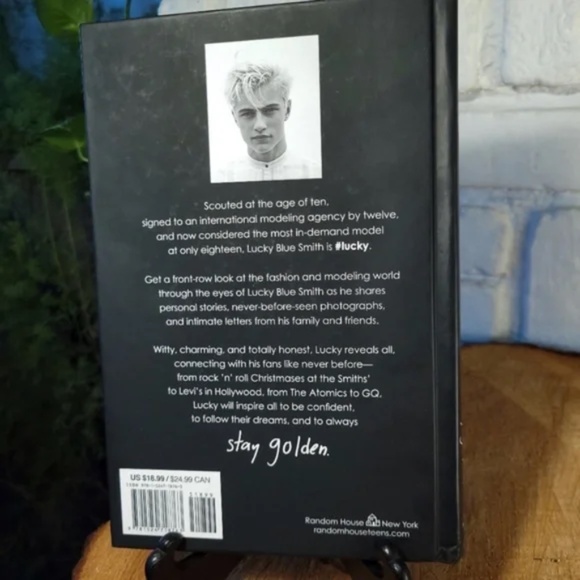 Scouted at the age of ten,
signed to an international modeling agency by twelve,
and now considered the most in-demand model
at only eighteen, Lucky Blue Smith is #lucky.
Get a front-row look at the fashion and modeling world
through the eyes of Lucky Blue Smith as he shares
personal stories, never-before-seen photographs,
and intimate letters from his family and friends.
Witty, charming, and totally honest, Lucky reveals all,
connecting with his fans like never before—
from rock 'n' roll Christmases at the Smiths'
to Levi's in Hollywood, from The Atomics to GQ.
Lucky will inspire all to be confident,
to follow their dreams, and to always
stay golden.
US $18.99 / $24.99 CAN
Random House New York
randomhouseteens.com